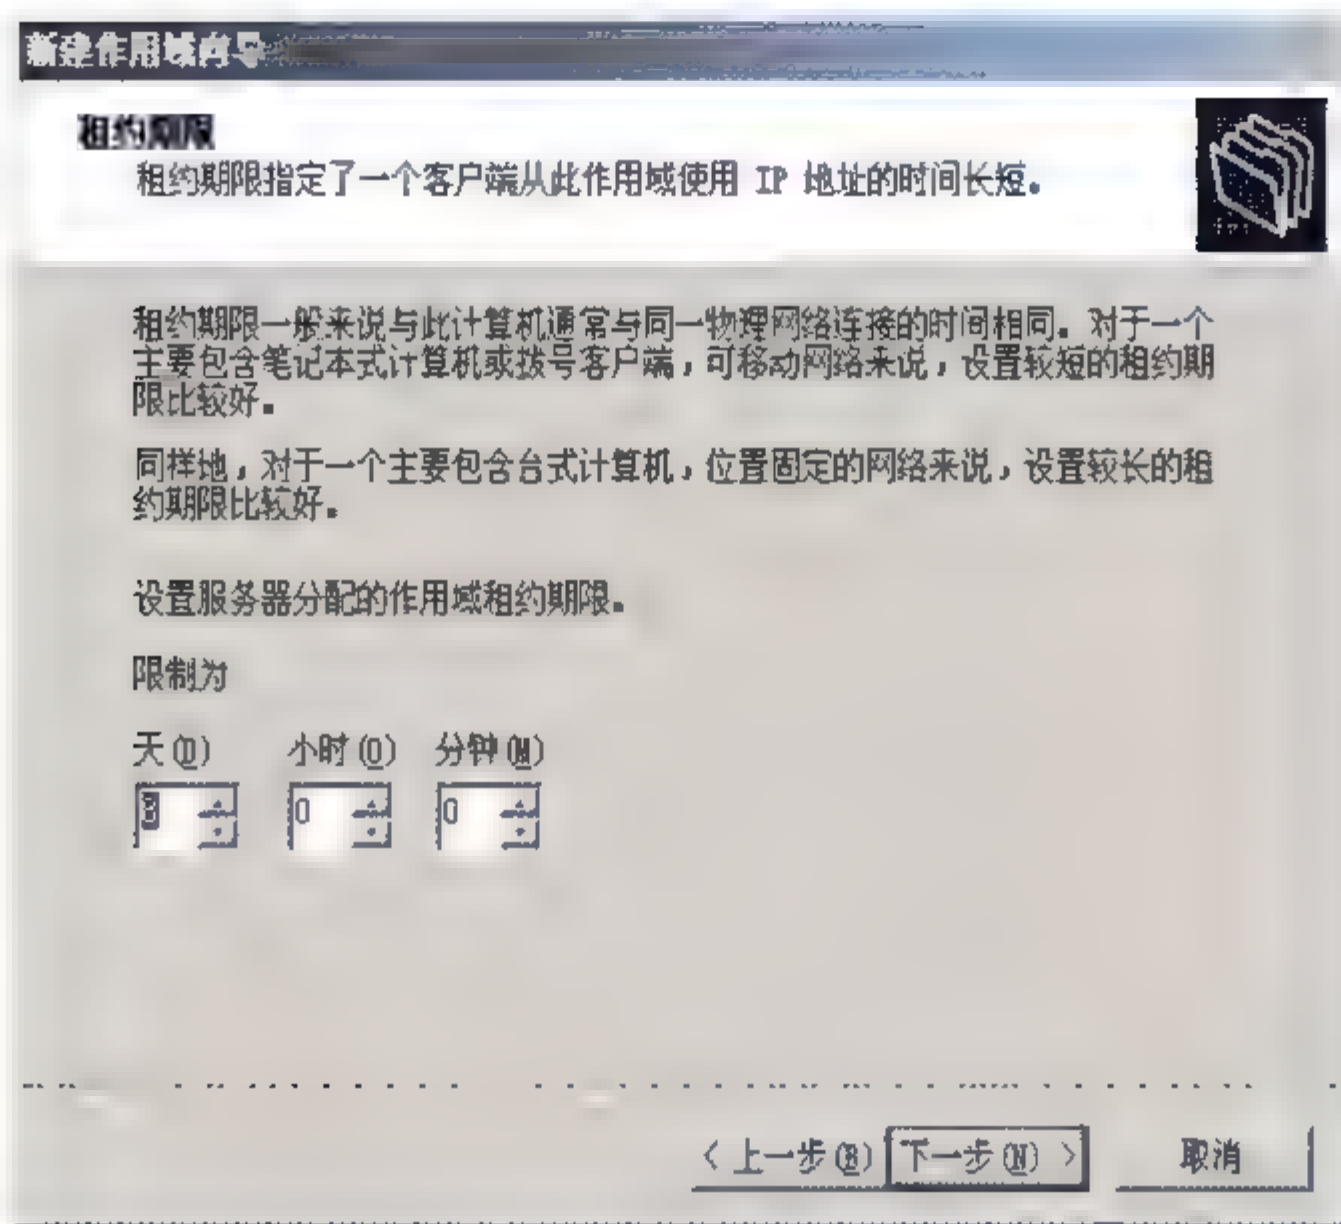 新建作用域向导
租约期限
租约期限指定了一个客户端从此作用域使用 IP 地址的时间长短。
租约期限一般来说与此计算机通常与同一物理网络连接的时间相同。对于一个
主要包含笔记本式计算机或拨号客户端,可移动网络来说,设置较短的租约期
限比较好。
同样地,对于一个主要包含台式计算机,位置固定的网络来说,设置较长的租
约期限比较好。
设置服务器分配的作用域租约期限。
限制为
天(D) 小时(O) 分钟(M)
8 0 0
< 上一步(B) 下一步(N) > 取消